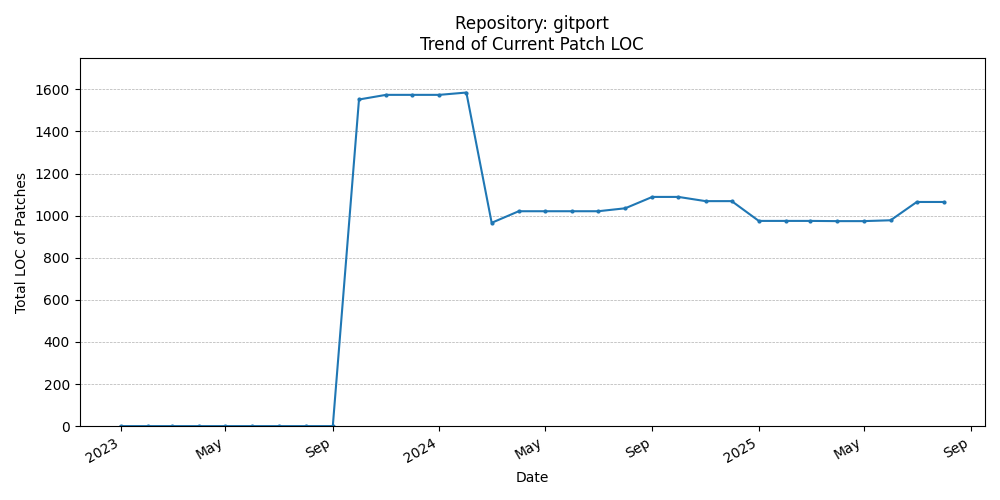 Repository: gitport
Trend of Current Patch LOC
Total LOC of Patches
1600
1400
1200
1000
800
600
400
200
0
2023
May
Sep
2024
May
Sep
2025
May
Sep
Date